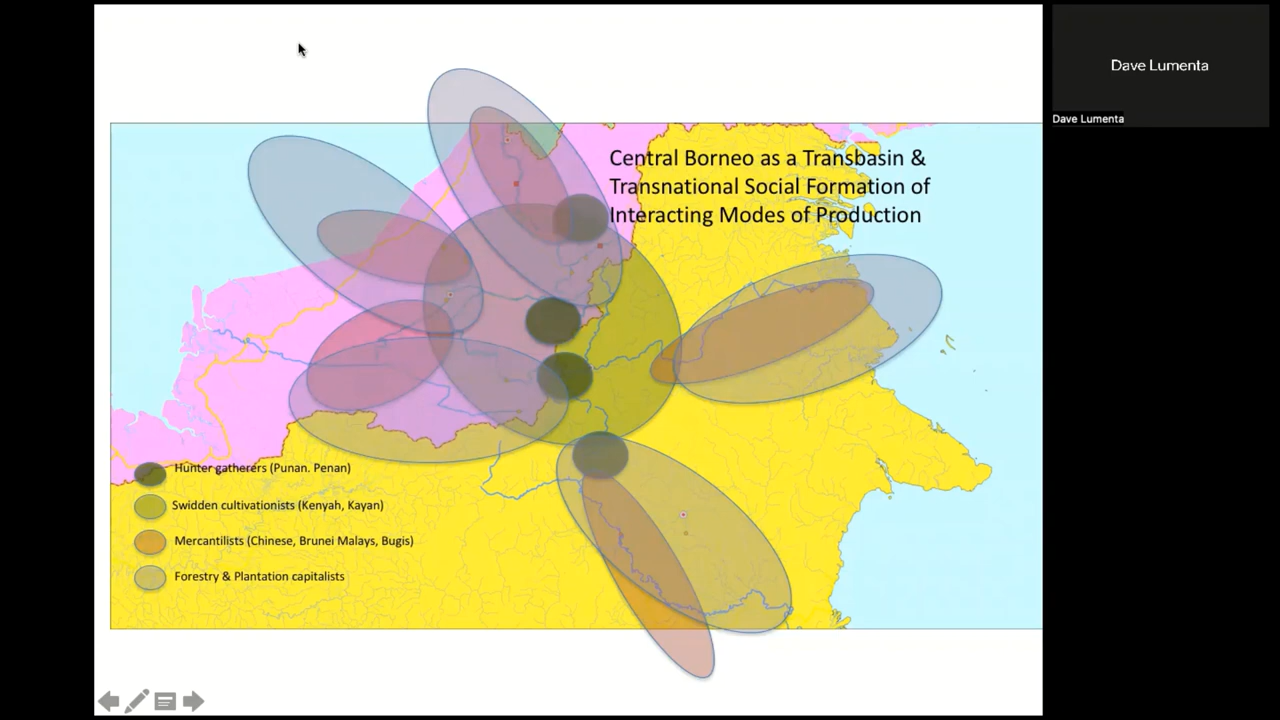 Central Borneo as a Transbasin &
Transnational Social Formation of
Interacting Modes of Production
Hunter gatherers (Punan. Penan)
Swidden cultivationists (Kenyah, Kayan)
Mercantilists (Chinese, Brunei Malays, Bugis)
Forestry & Plantation capitalists
Dave Lumenta
Dave Lumenta